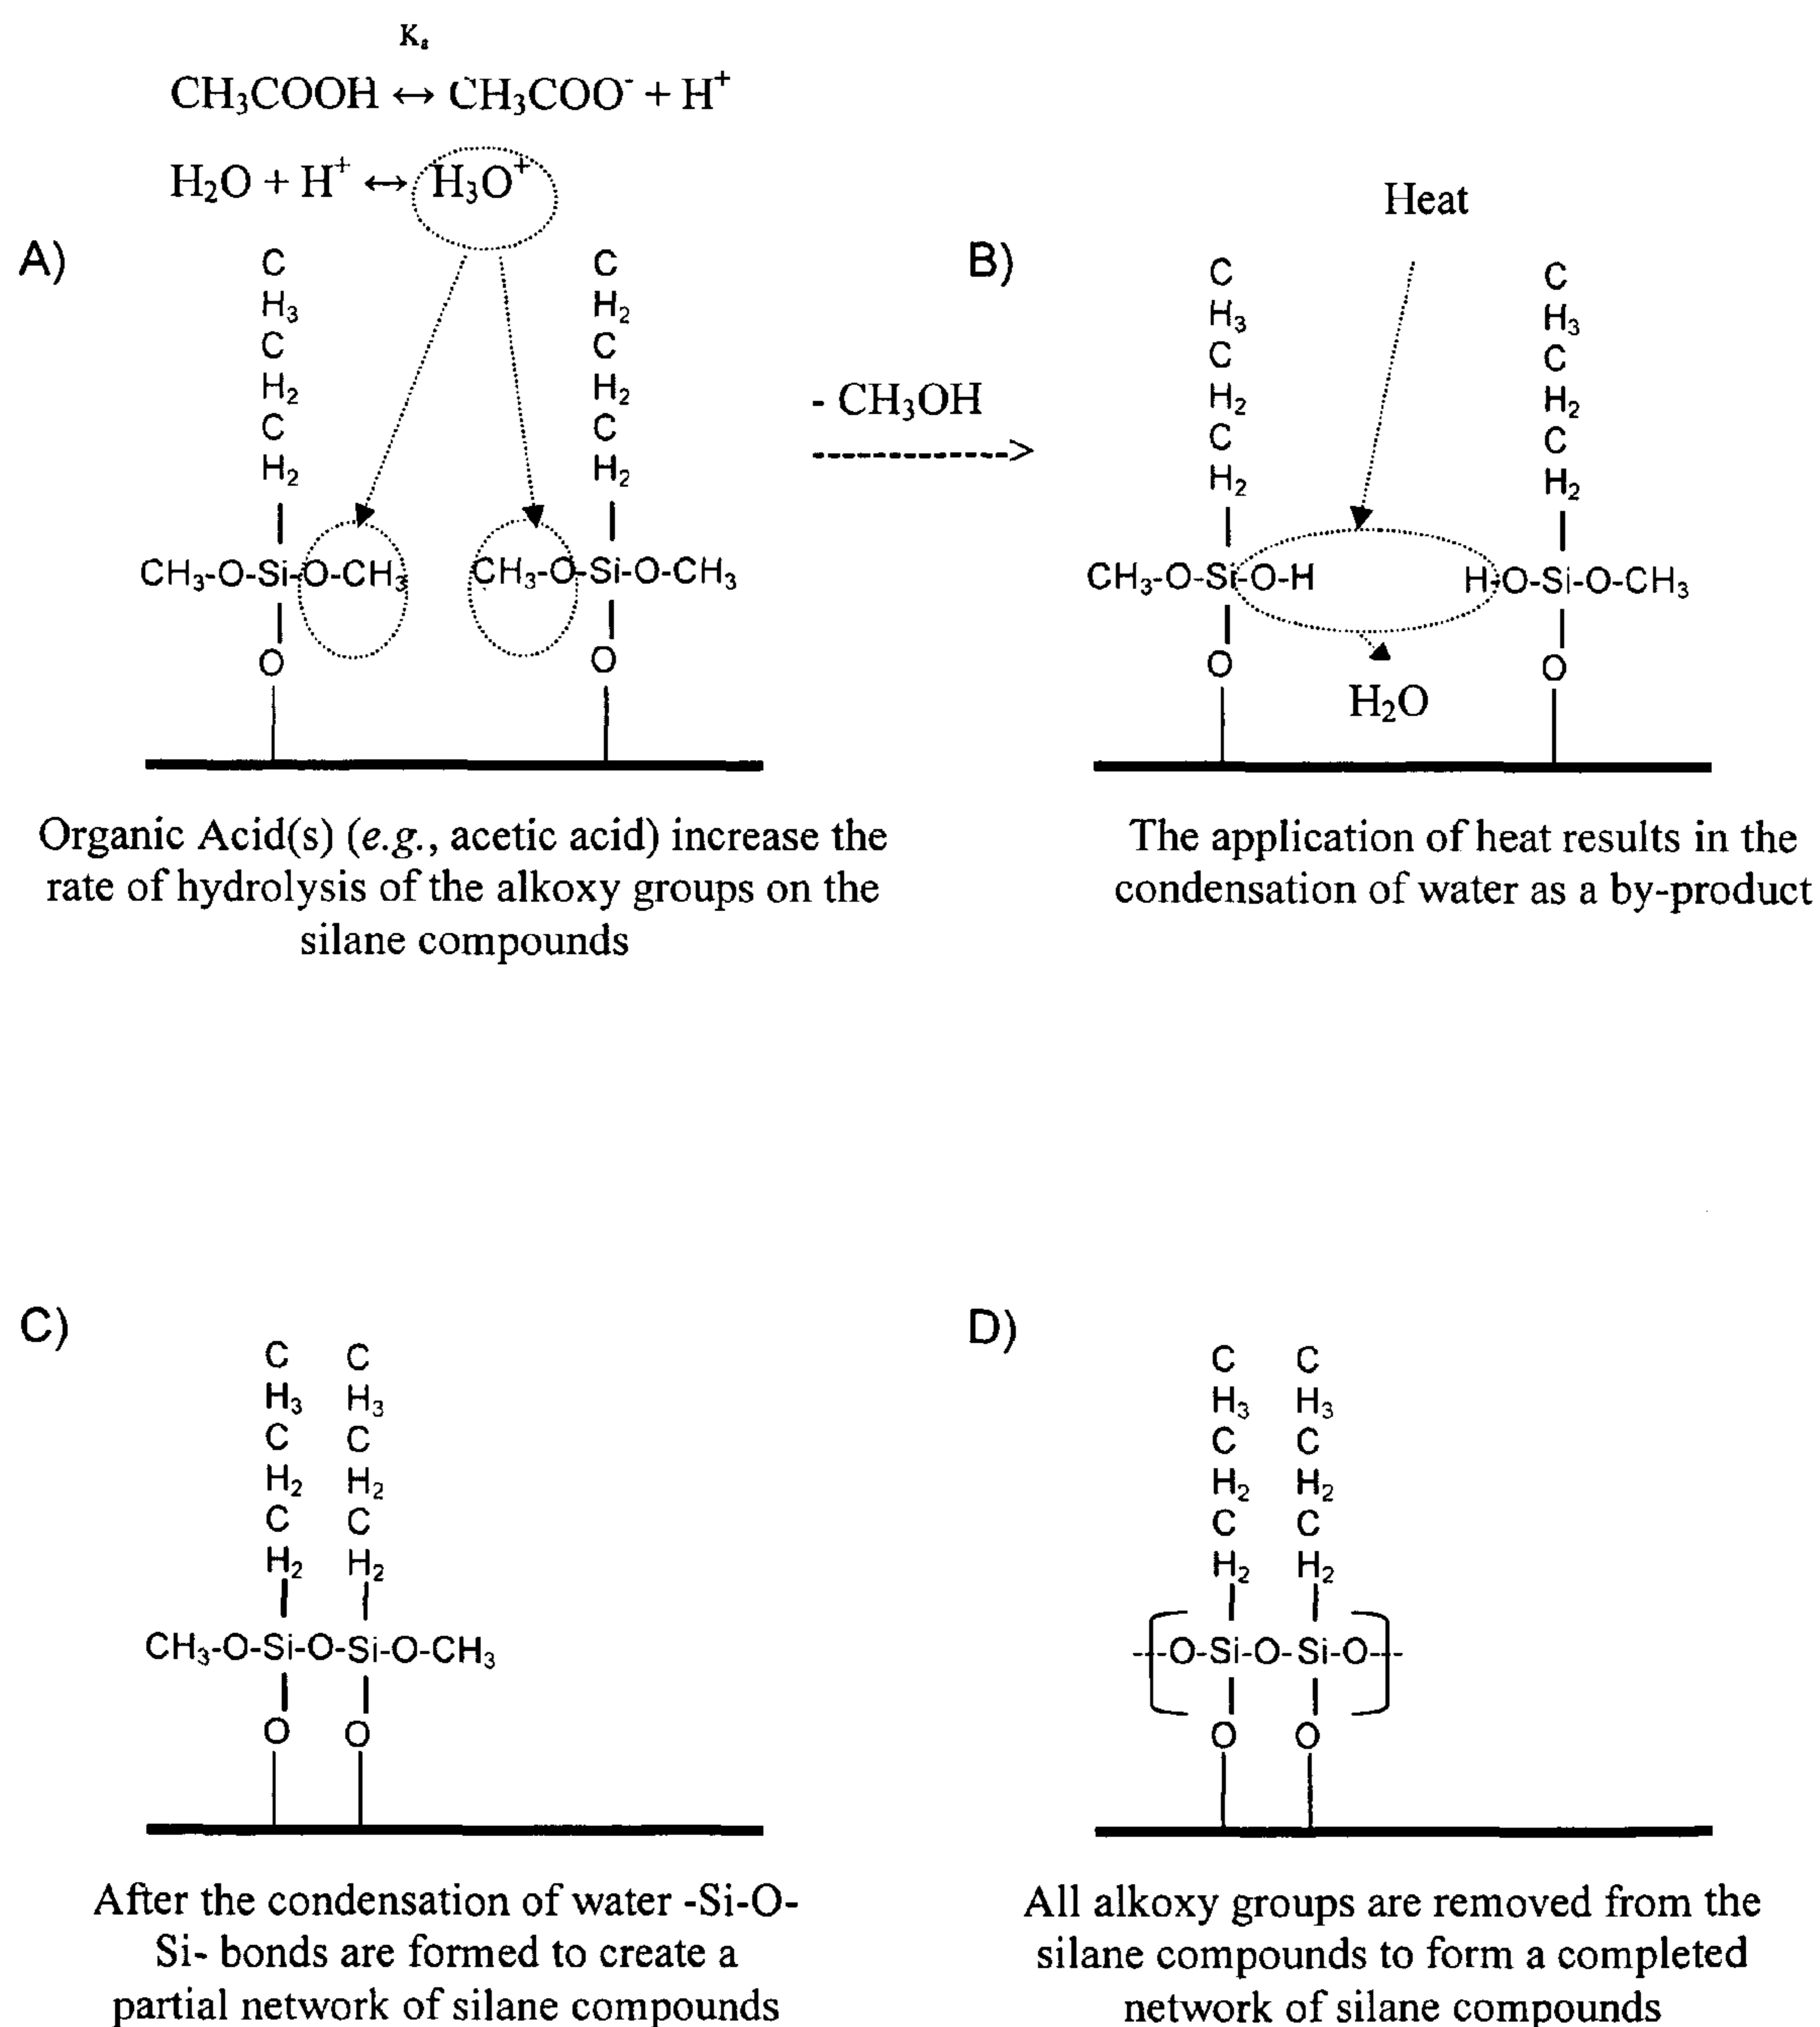 Kₐ
CH₃COOH ↔ CH₃COO⁻ + H⁺
H₂O + H⁺ ↔ H₃O⁺
A)
C C
H₃ H₂
C C
H₂ H₂
C C
H₂ H₂
CH₃-O-Si-O-CH₃ CH₃-O-Si-O-CH₃
O O
Organic Acid(s) (e.g., acetic acid) increase the
rate of hydrolysis of the alkoxy groups on the
silane compounds
- CH₃OH
B)
Heat
C C
H₃ H₃
C C
H₂ H₂
C C
H₂ H₂
CH₃-O-Si-O-H H-O-Si-O-CH₃
O O
H₂O
The application of heat results in the
condensation of water as a by-product
C)
C C
H₃ H₃
C C
H₂ H₂
C C
H₂ H₂
CH₃-O-Si-O-Si-O-CH₃
O O
After the condensation of water -Si-O-
Si- bonds are formed to create a
partial network of silane compounds
D)
C C
H₃ H₃
C C
H₂ H₂
C C
H₂ H₂
-O-Si-O-Si-O-
O O
All alkoxy groups are removed from the
silane compounds to form a completed
network of silane compounds